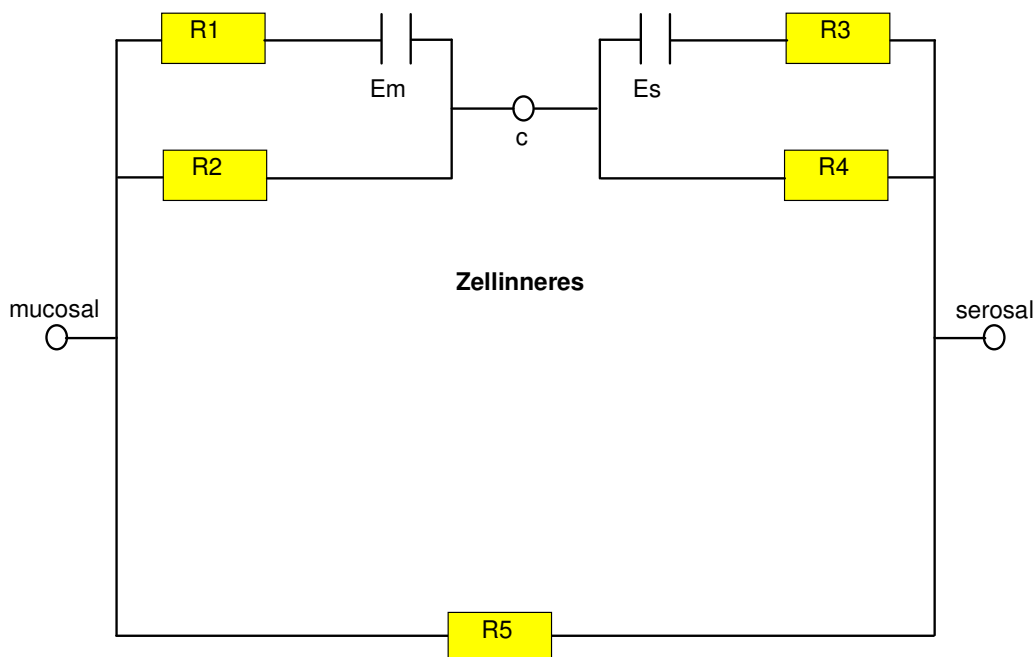 R1
R3
Em
Es
c
R2
R4
Zellinneres
mucosal
serosal
R5